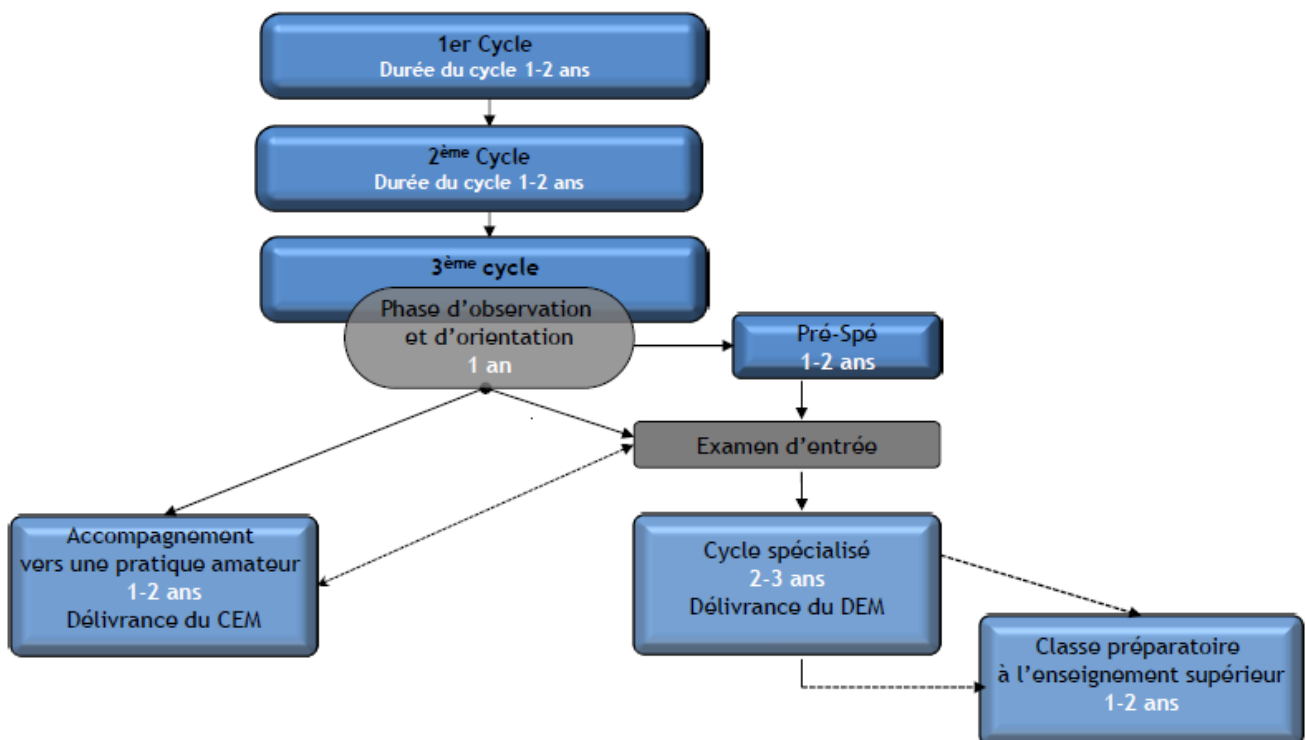 1er Cycle
Durée du cycle 1-2 ans
2ème Cycle
Durée du cycle 1-2 ans
3ème cycle
Phase d'observation
et d'orientation
1 an
Pré-Spé
1-2 ans
Examen d'entrée
Accompagnement
vers une pratique amateur
1-2 ans
Délivrance du CEM
Cycle spécialisé
2-3 ans
Délivrance du DEM
Classe préparatoire
à l'enseignement supérieur
1-2 ans